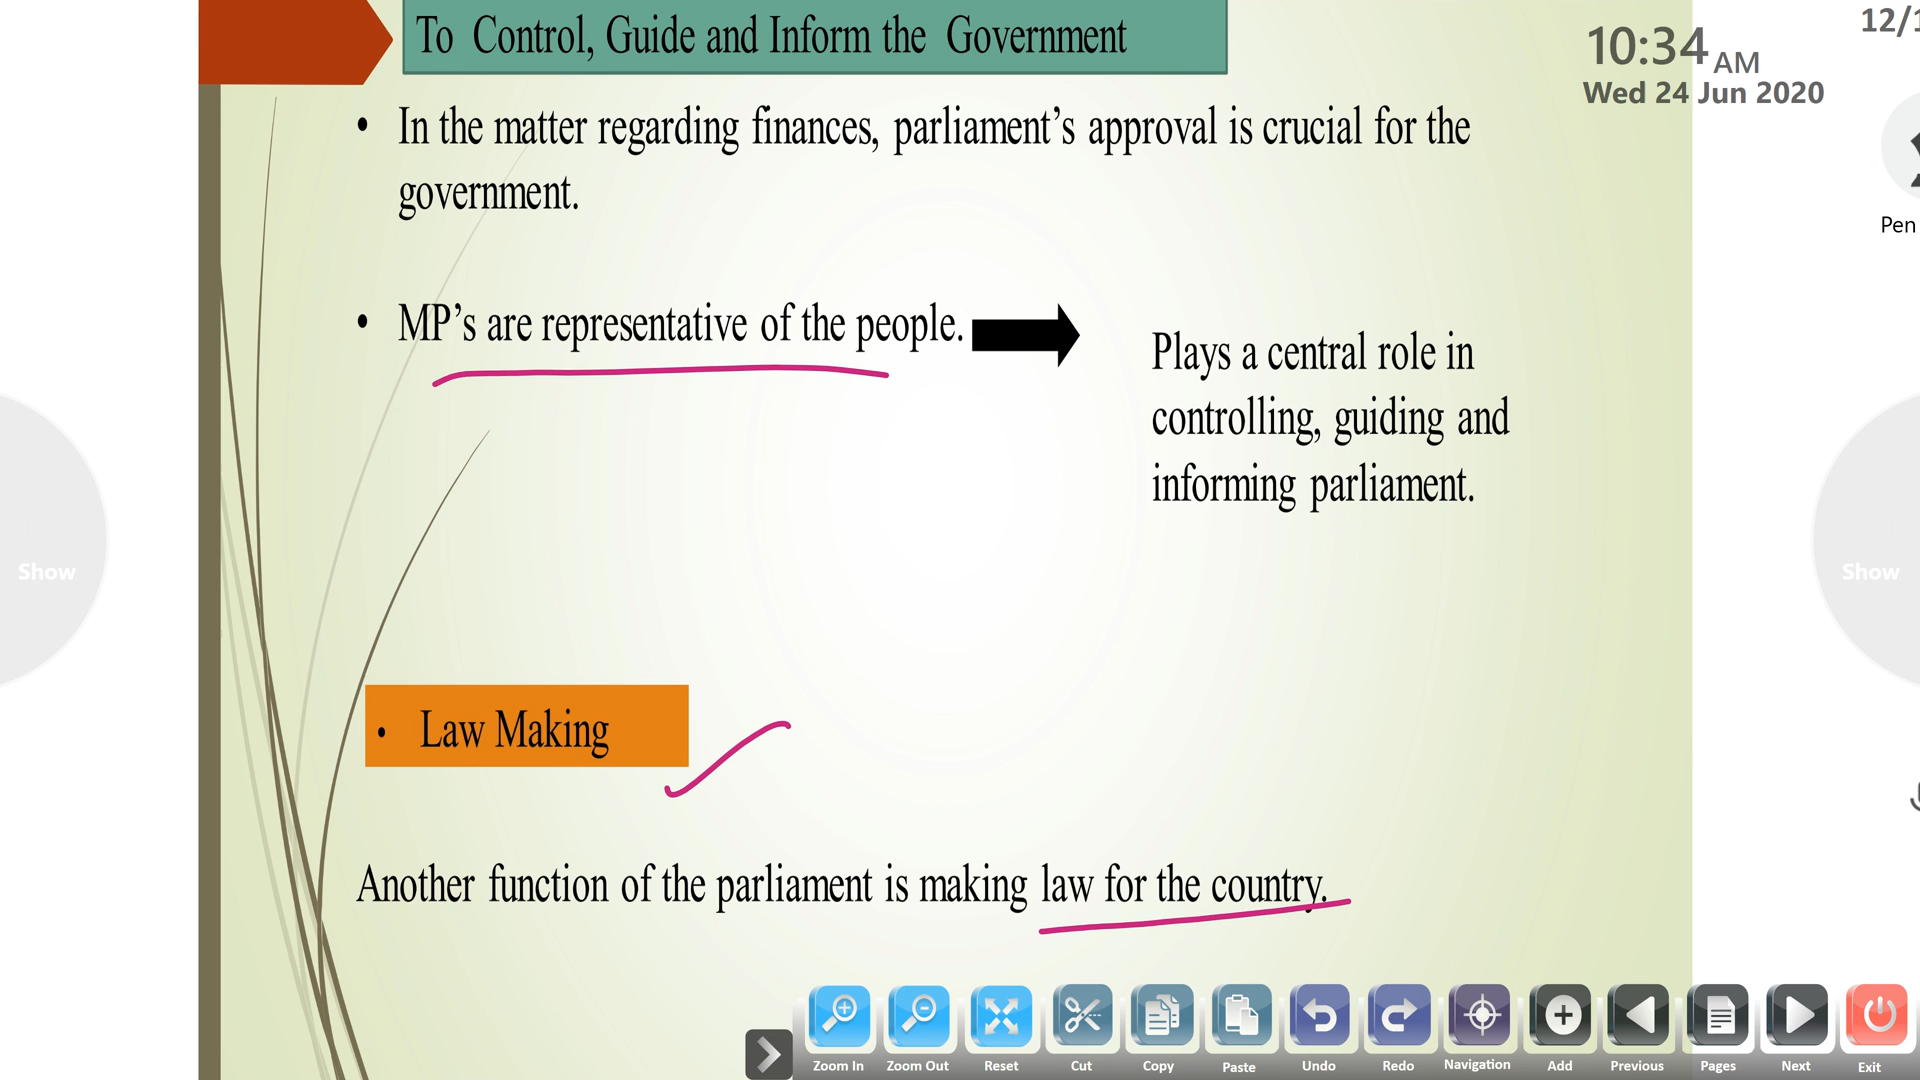 To Control, Guide and Inform the Government
10:34 AM
Wed 24 Jun 2020
12/1
• In the matter regarding finances, parliament’s approval is crucial for the
government.
Pen
• MP’s are representative of the people.
Plays a central role in
controlling, guiding and
informing parliament.
Show
Show
• Law Making
Another function of the parliament is making law for the country.
Zoom In Zoom Out Reset Cut Copy Paste Undo Redo Navigation Add Previous Pages Next Exit